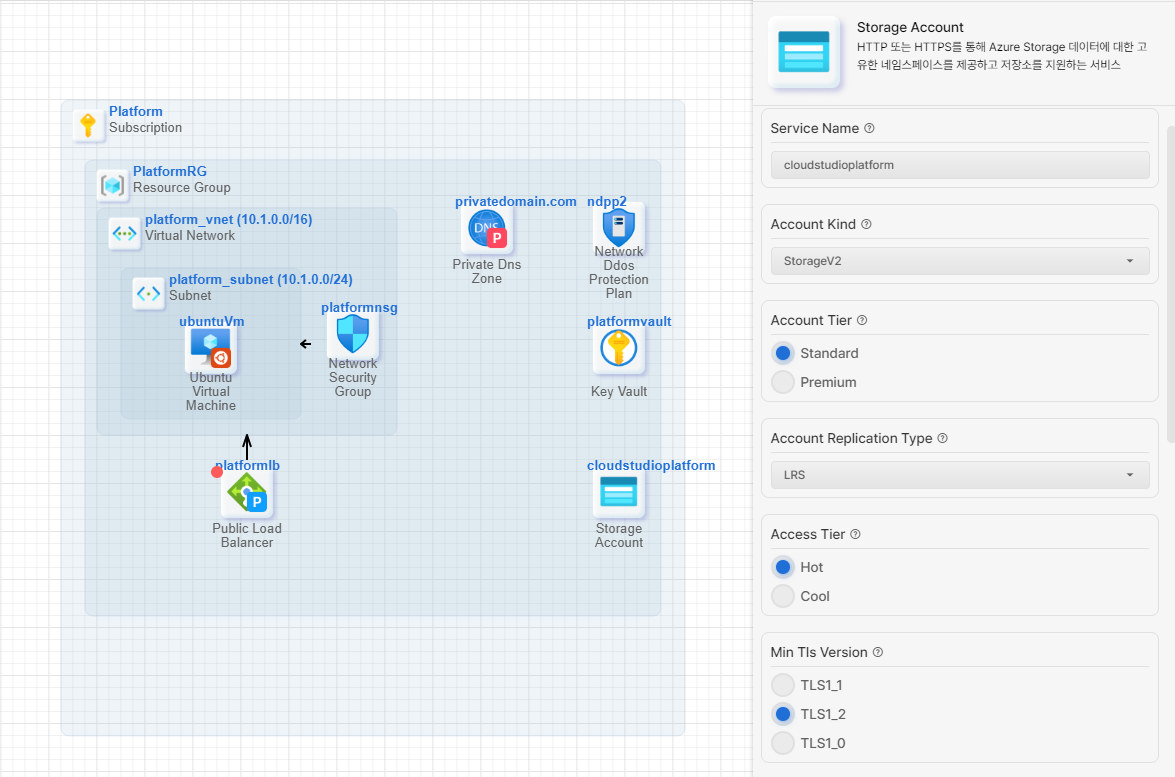 Platform
Subscription
PlatformRG
Resource Group
platform_vnet (10.1.0.0/16)
Virtual Network
platform_subnet (10.1.0.0/24)
Subnet
ubuntuVm
Ubuntu
Virtual
Machine
platformnsg
Network
Security
Group
privatedomain.com
DNS
P
Private Dns
Zone
ndpp2
Network
Ddos
Protection
Plan
platformvault
Key Vault
platformlb
P
Public Load
Balancer
cloudstudioplatform
Storage
Account
Storage Account
HTTP 또는 HTTPS를 통해 Azure Storage 데이터에 대한 고
유한 네임스페이스를 제공하고 저장소를 지원하는 서비스
Service Name ?
cloudstudioplatform
Account Kind ?
StorageV2
Account Tier ?
Standard
Premium
Account Replication Type ?
LRS
Access Tier ?
Hot
Cool
Min Tls Version ?
TLS1_1
TLS1_2
TLS1_0